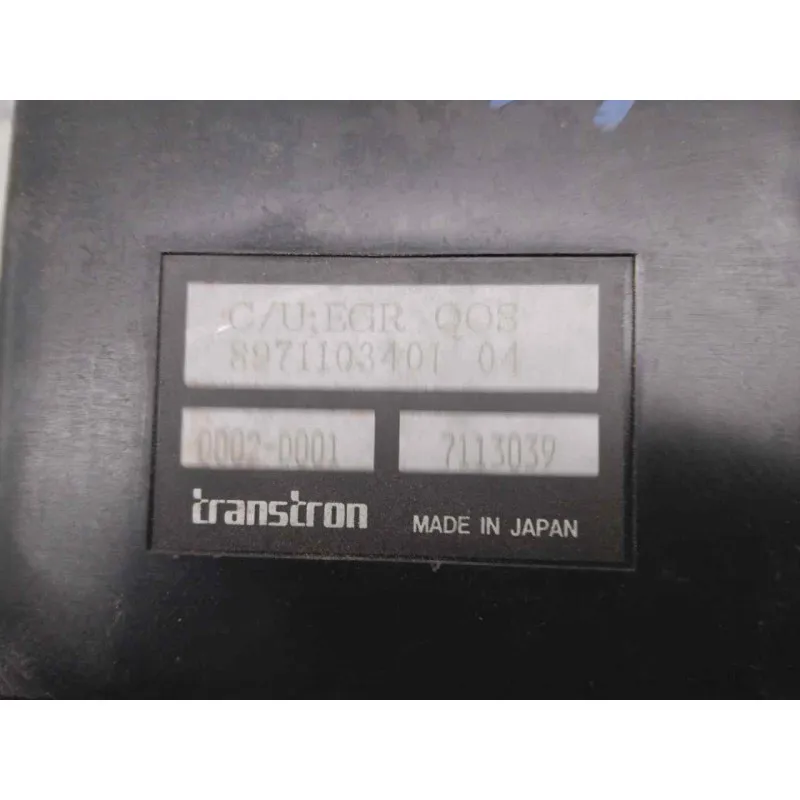 C/U;EGR QOS
8971103401 04
0002-0001 7113039
transtron MADE IN JAPAN